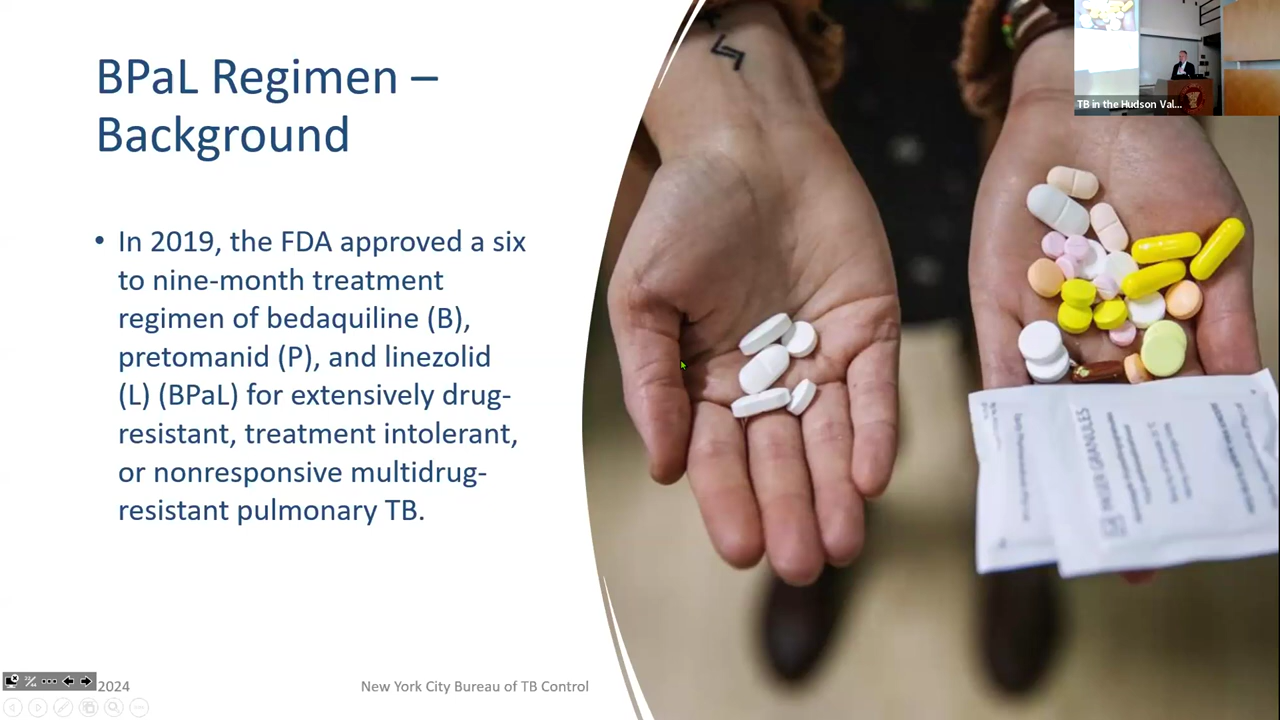 BPaL Regimen –
Background
• In 2019, the FDA approved a six
to nine-month treatment
regimen of bedaquiline (B),
pretomanid (P), and linezolid
(L) (BPaL) for extensively drug-
resistant, treatment intolerant,
or nonresponsive multidrug-
resistant pulmonary TB.
TB in the Hudson Val...
PASER GRANULES
2024
New York City Bureau of TB Control